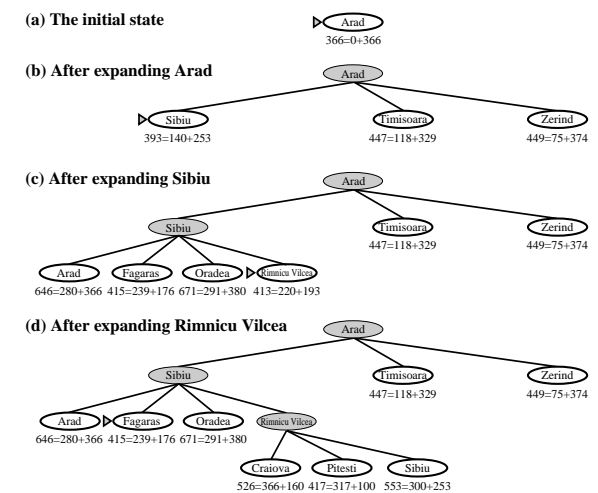 (a) The initial state
Arad
366=0+366
(b) After expanding Arad
Arad
Sibiu
Timisoara
Zerind
393=140+253
447=118+329
449=75+374
(c) After expanding Sibiu
Arad
Sibiu
Timisoara
Zerind
447=118+329
449=75+374
Arad
Fagaras
Oradea
Rimnicu Vilcea
646=280+366
415=239+176
671=291+380
413=220+193
(d) After expanding Rimnicu Vilcea
Arad
Sibiu
Timisoara
Zerind
447=118+329
449=75+374
Arad
Fagaras
Oradea
Rimnicu Vilcea
646=280+366
415=239+176
671=291+380
Craiova
Pitesti
Sibiu
526=366+160
417=317+100
553=300+253